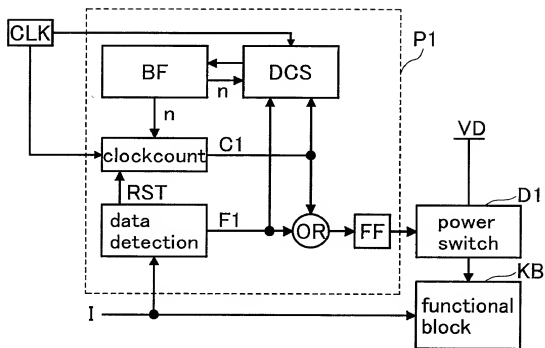 CLK
P1
BF
DCS
n
n
VD
clockcount
C1
RST
D1
data
detection
F1
OR
FF
power
switch
KB
I
functional
block